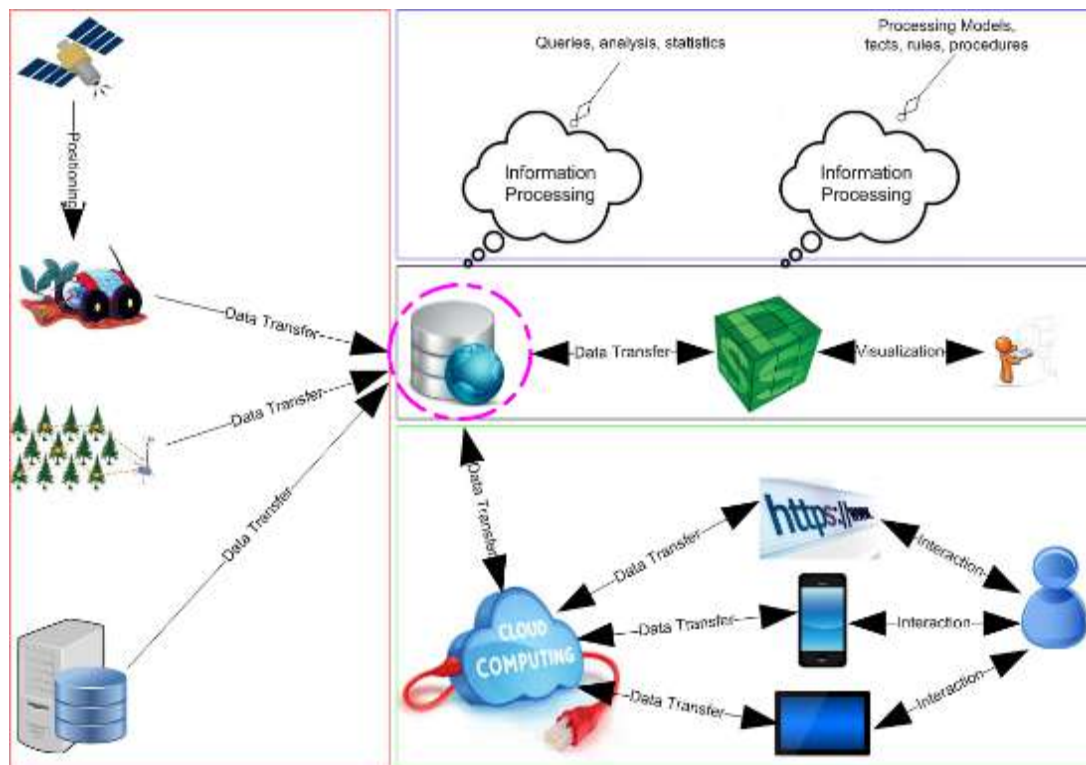 Queries, analysis, statistics
Processing Models,
facts, rules, procedures
Information
Processing
Information
Processing
Positioning
Data Transfer
Data Transfer
Data Transfer
Data Transfer
Visualization
Data Transfer
Data Transfer
https://www.
Interaction
CLOUD
COMPUTING
Data Transfer
Interaction
Data Transfer
Interaction